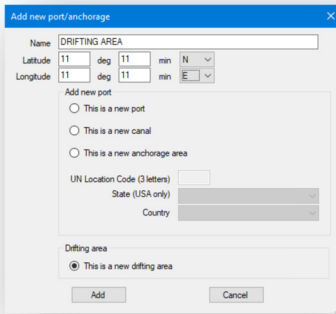 Add new port/anchorage
Name DRIFTING AREA
Latitude 11 deg 11 min N
Longitude 11 deg 11 min E
Add new port
This is a new port
This is a new canal
This is a new anchorage area
UN Location Code (3 letters)
State (USA only)
Country
Drifting area
This is a new drifting area
Add Cancel